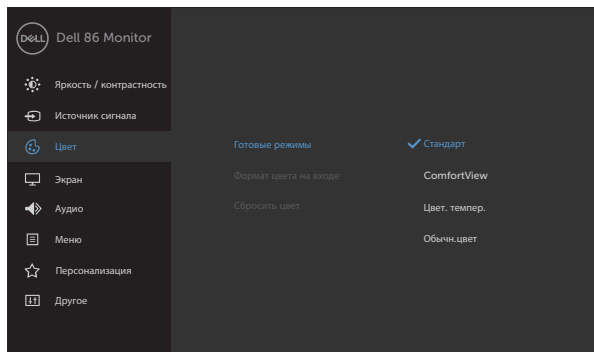 DELL Dell 86 Monitor
Яркость / контрастность
Источник сигнала
Цвет
Экран
Аудио
Меню
Персонализация
Другое
Готовые режимы
Формат цвета на входе
Сбросить цвет
Стандарт
ComfortView
Цвет. темпер.
Обычн.цвет